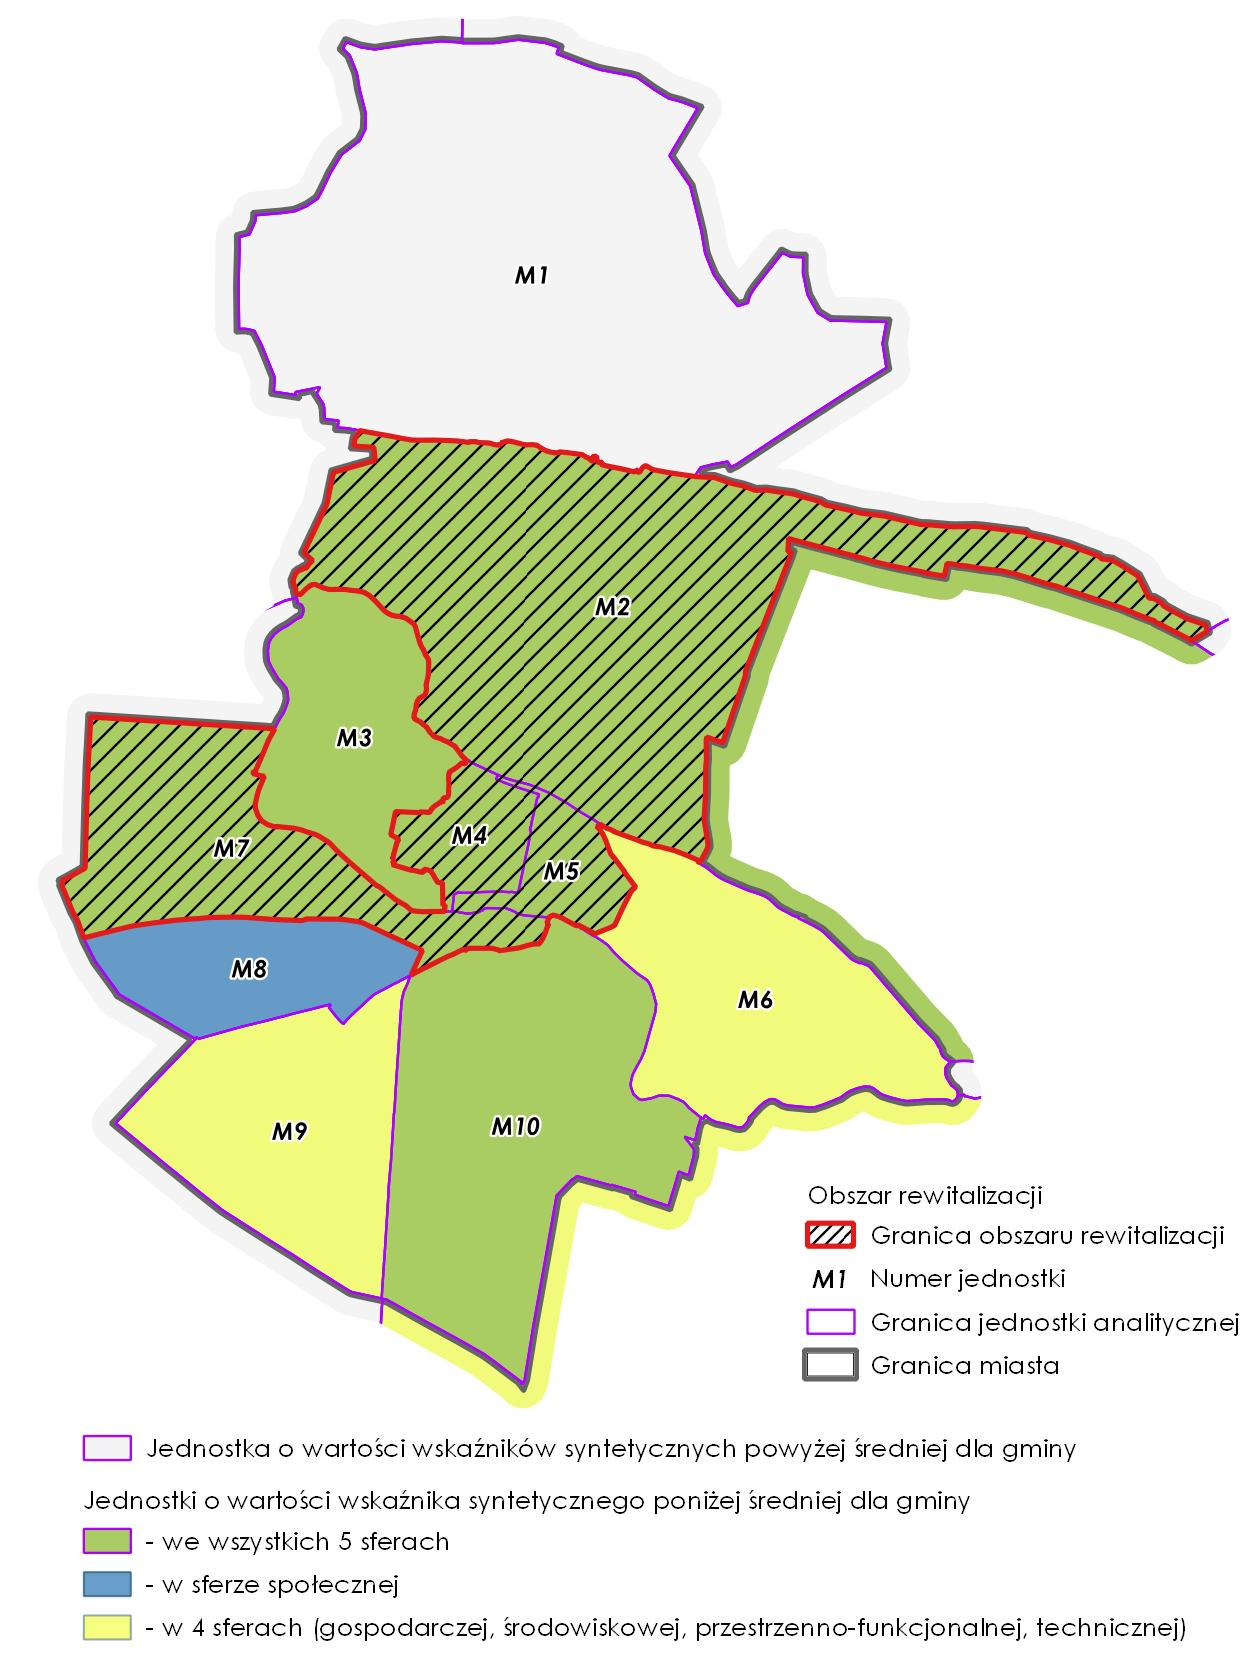 M1
M2
M3
M4
M7
M5
M8
M6
M9
M10
Obszar rewitalizacji
Granica obszaru rewitalizacji
M1 Numer jednostki
Granica jednostki analitycznej
Granica miasta
Jednostka o wartości wskaźników syntetycznych powyżej średniej dla gminy
Jednostki o wartości wskaźnika syntetycznego poniżej średniej dla gminy
- we wszystkich 5 sferach
- w sferze społecznej
- w 4 sferach (gospodarczej, środowiskowej, przestrzenno-funkcjonalnej, technicznej)